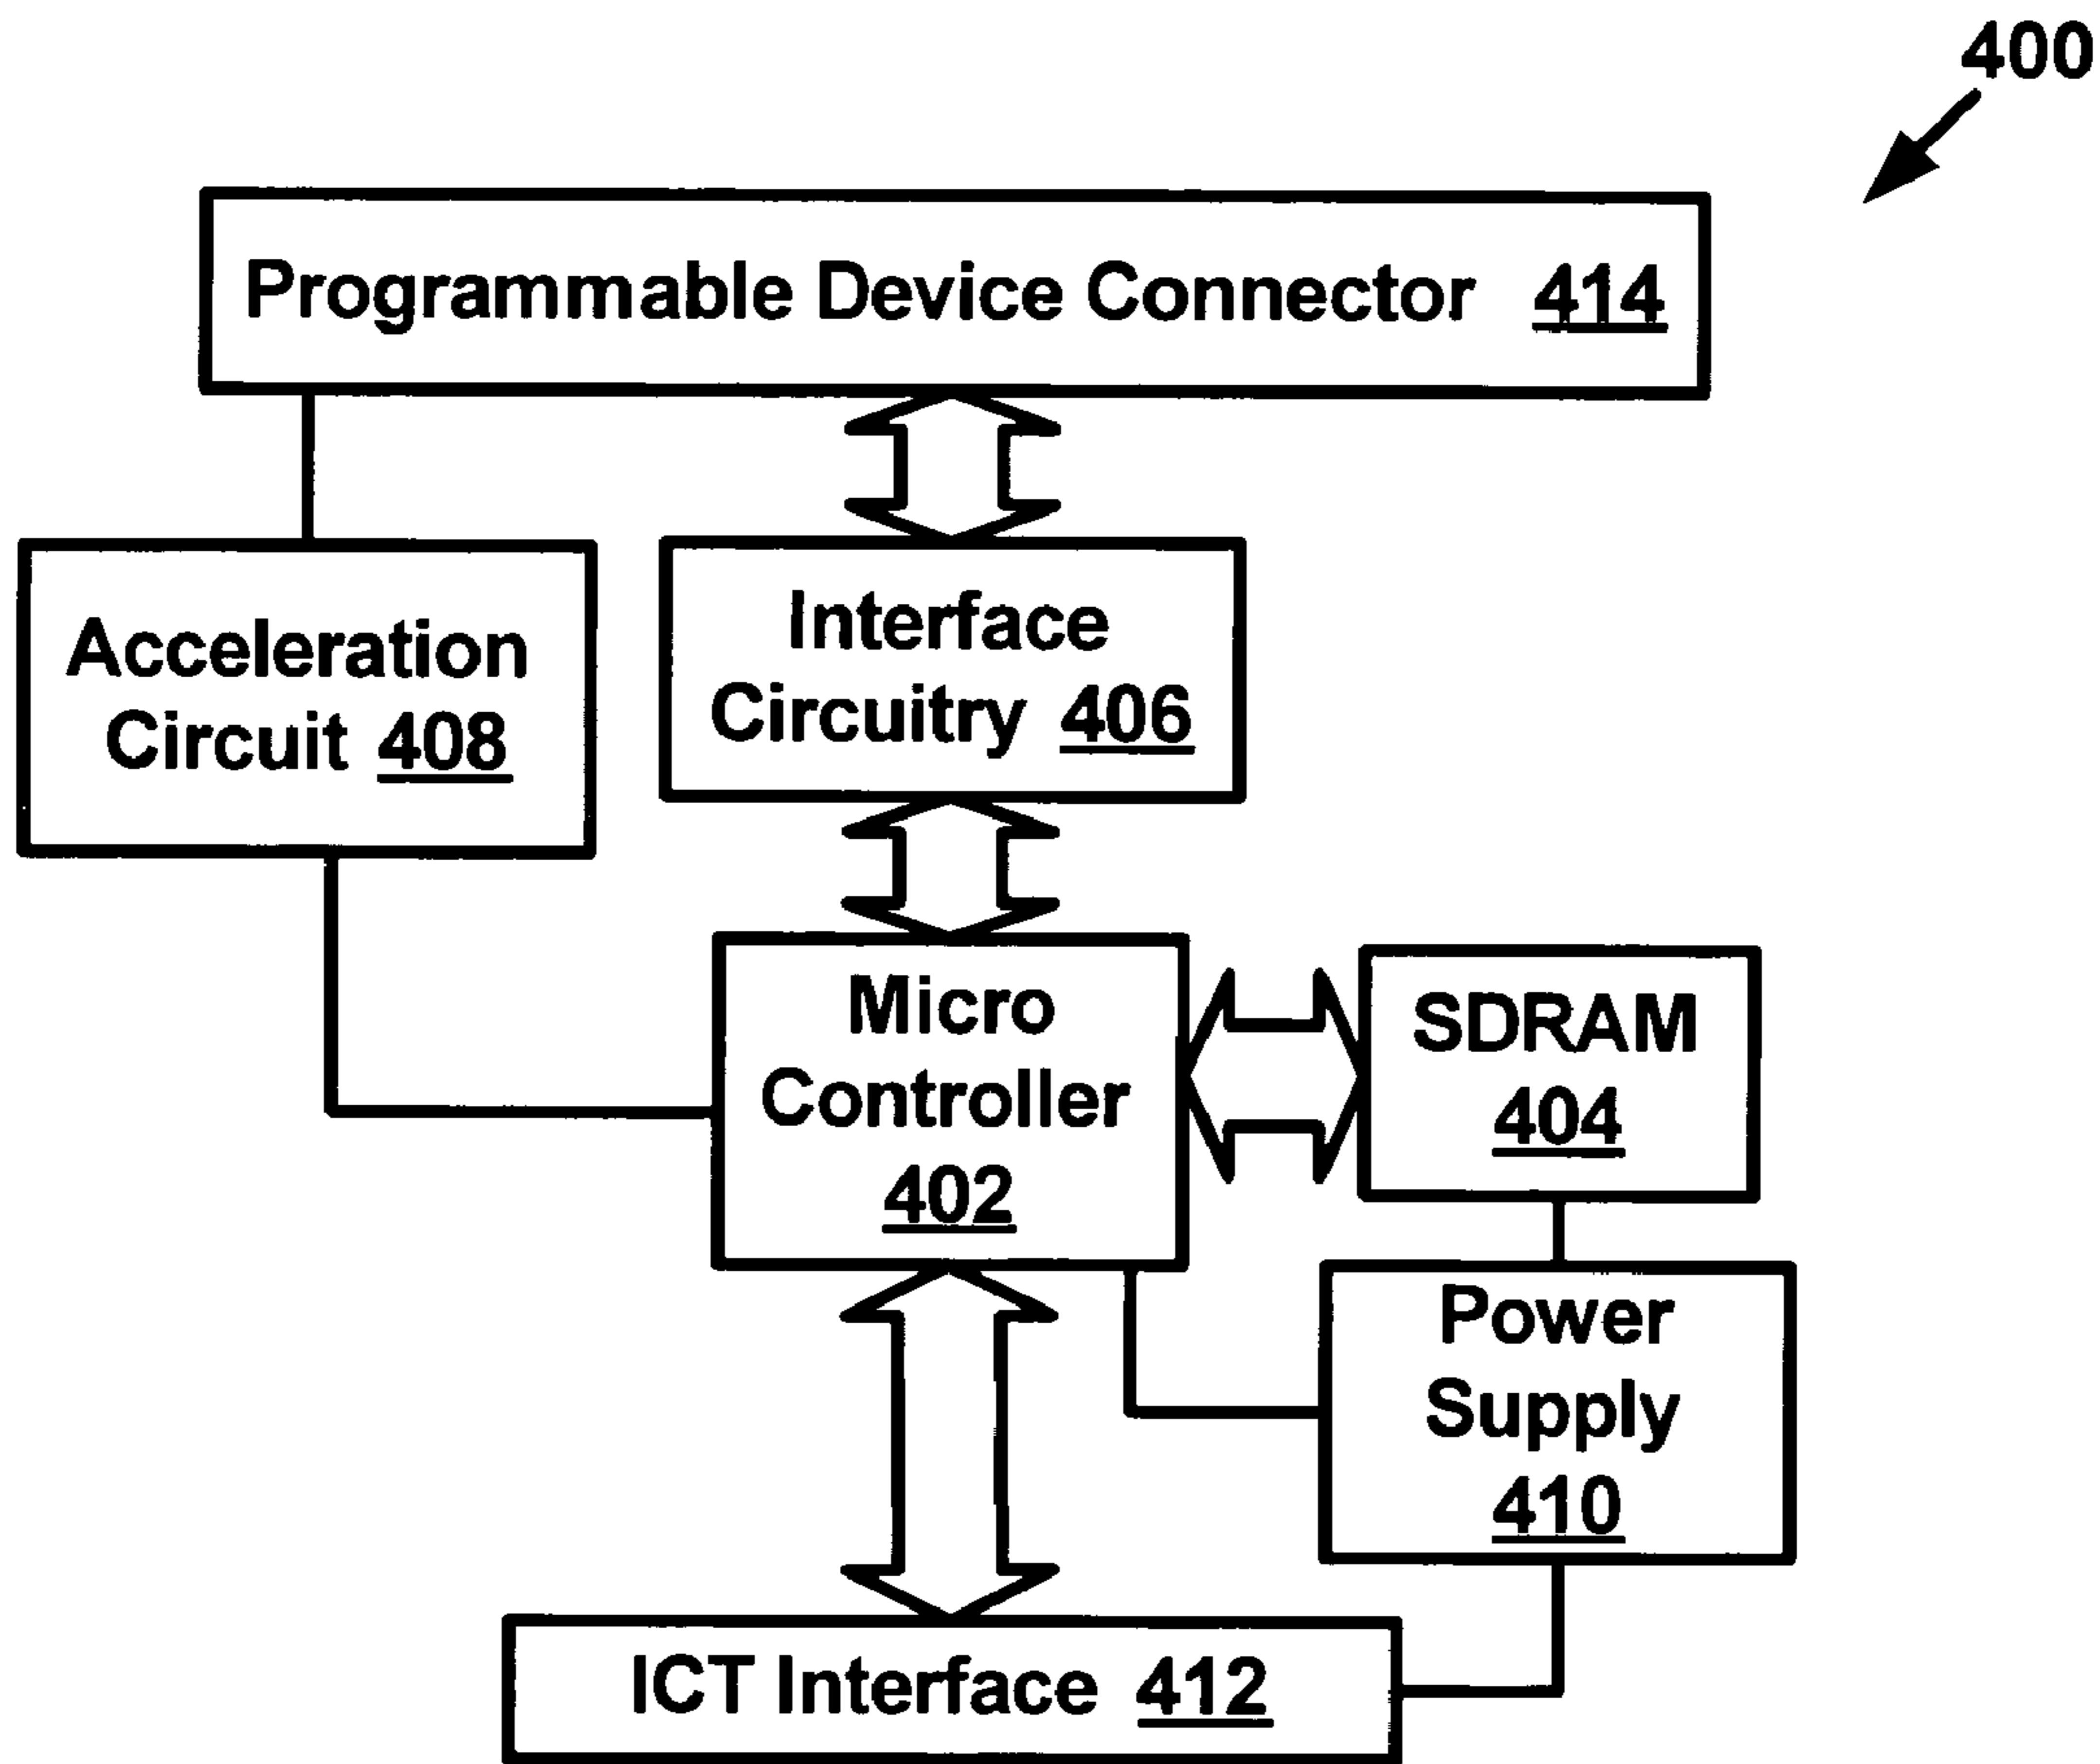 400
Programmable Device Connector 414
Acceleration
Circuit 408
Interface
Circuitry 406
Micro
Controller
402
SDRAM
404
Power
Supply
410
ICT Interface 412